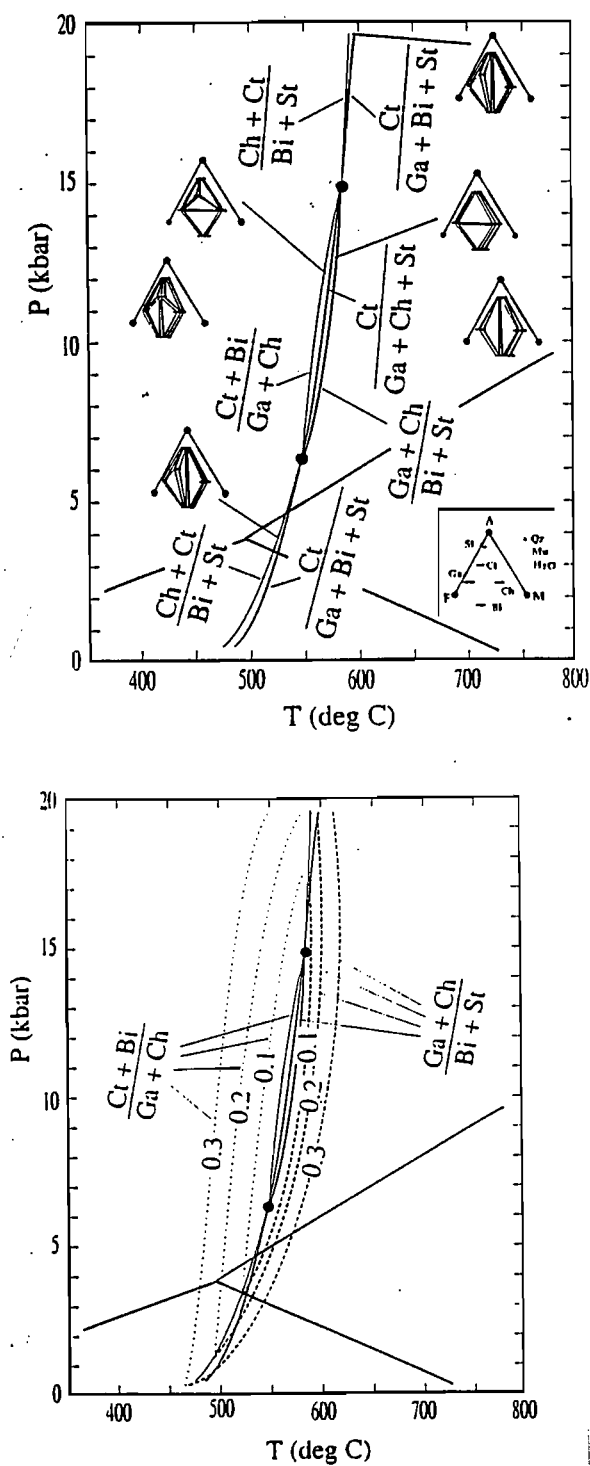 20
15
10
5
0
P (kbar)
400
500
600
700
800
T (deg C)
Ch + Ct
Bi + St
Ct
Ga + Bi + St
Ct
Ga + Ch + St
Ct + Bi
Ga + Ch
Ga + Ch
Bi + St
Ch + Ct
Bi + St
Ct
Ga + Bi + St
A
St
Ct
Ga
Ch
F
M
Bi
+ Qz
Mu
H2O
20
15
10
5
0
P (kbar)
400
500
600
700
800
T (deg C)
Ct + Bi
Ga + Ch
0.3
0.2
0.1
0.1
0.2
0.3
Ga + Ch
Bi + St